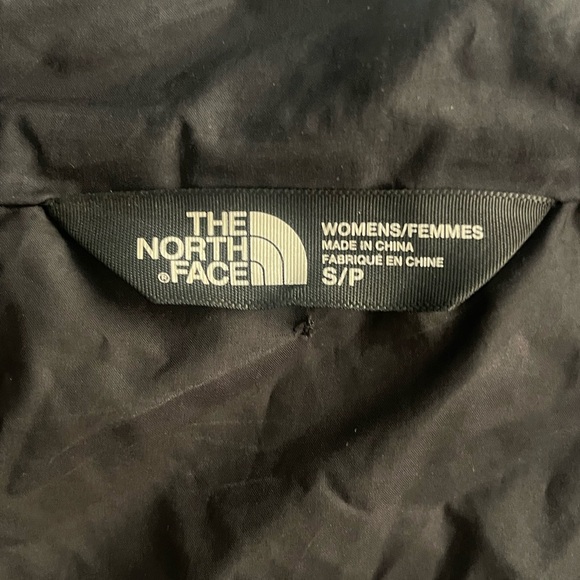 THE
NORTH
®FACE
WOMENS/FEMMES
MADE IN CHINA
FABRIQUÉ EN CHINE
S/P